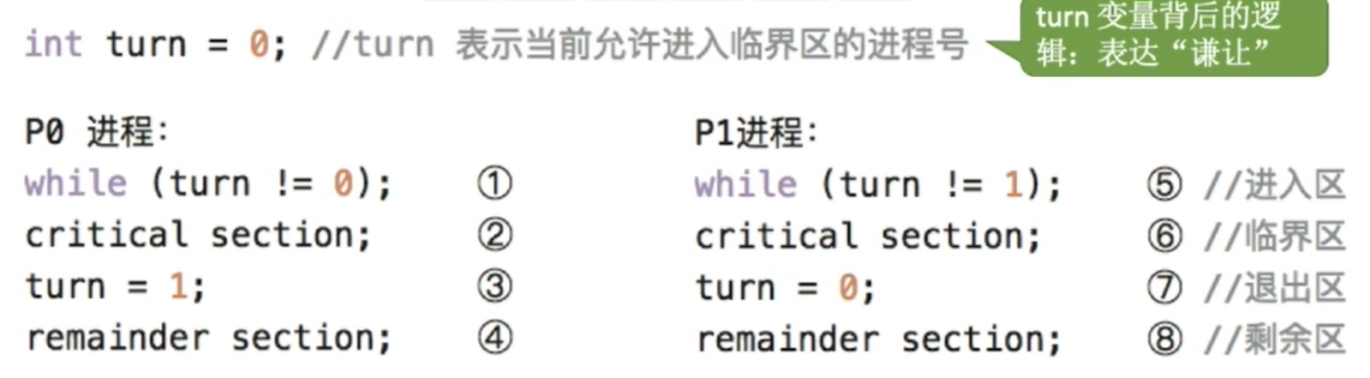 int turn = 0; //turn 表示当前允许进入临界区的进程号
turn 变量背后的逻
辑：表达“谦让”
P0 进程：
while (turn != 0); ①
critical section; ②
turn = 1; ③
remainder section; ④
P1进程：
while (turn != 1); ⑤ //进入区
critical section; ⑥ //临界区
turn = 0; ⑦ //退出区
remainder section; ⑧ //剩余区